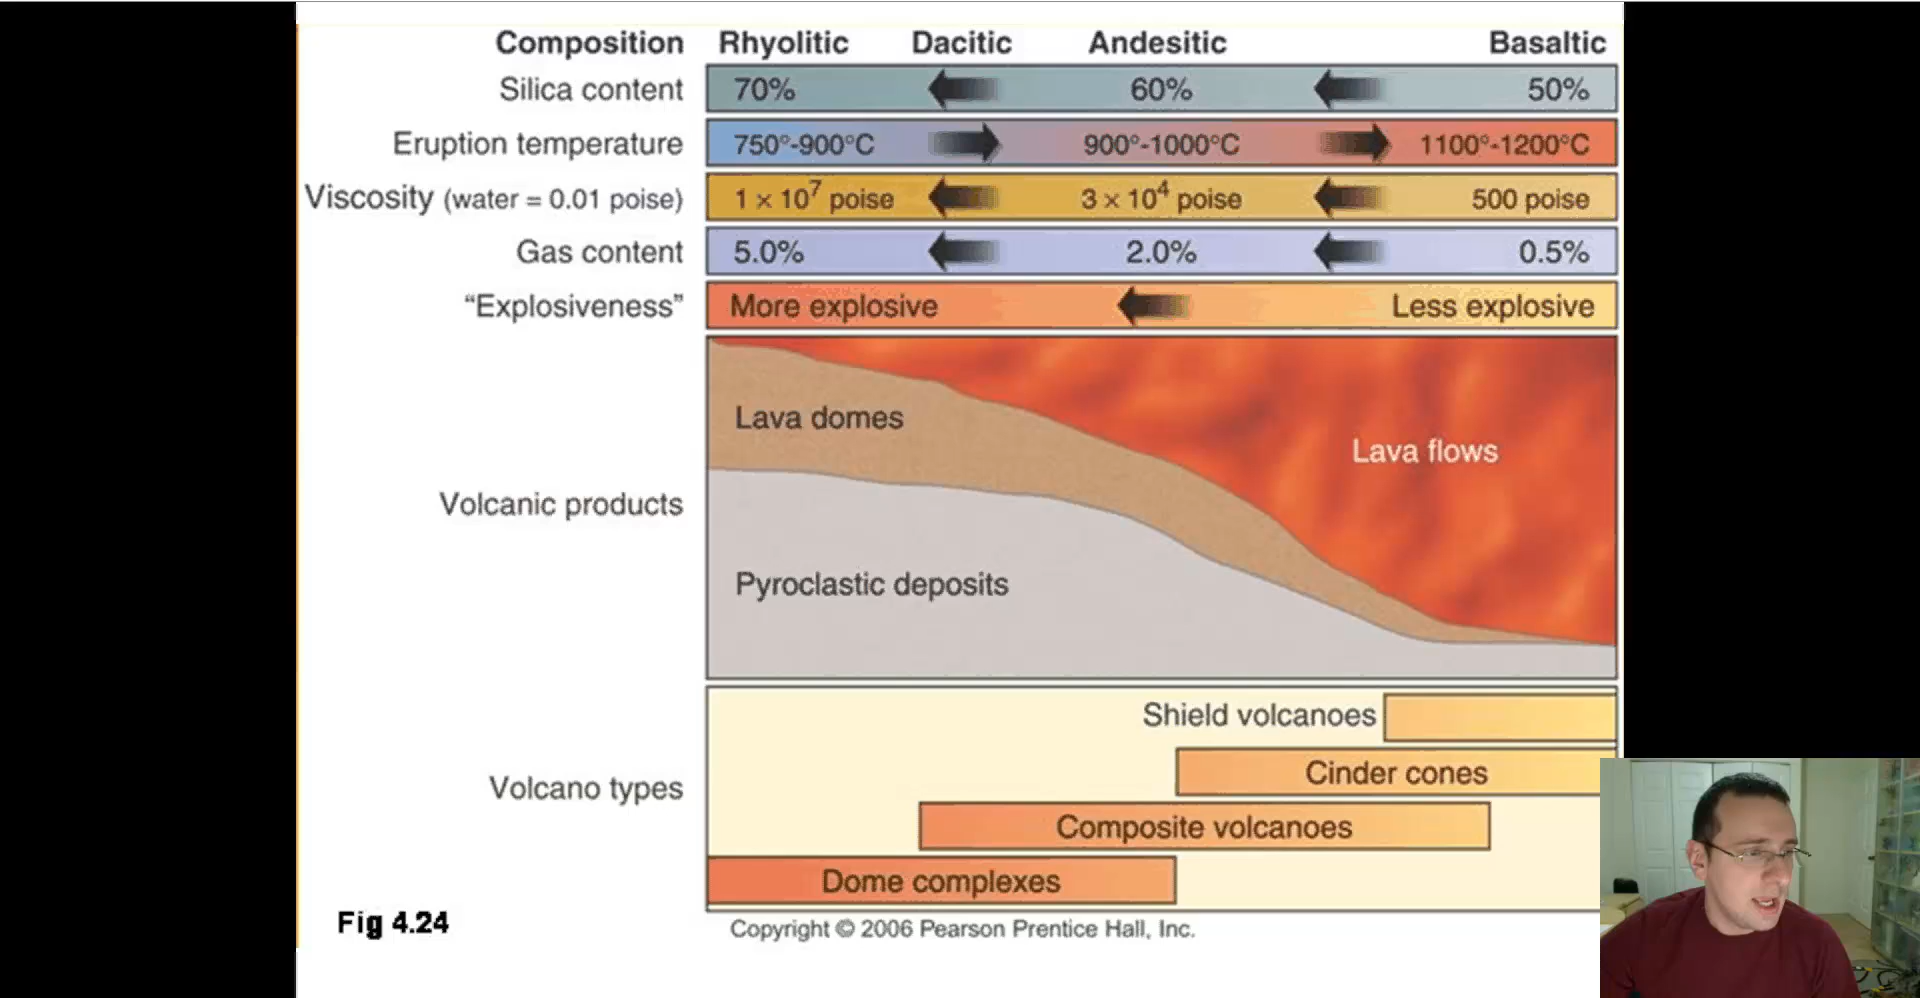 Composition Rhyolitic Dacitic Andesitic Basaltic
Silica content 70% 60% 50%
Eruption temperature 750°-900°C 900°-1000°C 1100°-1200°C
Viscosity (water = 0.01 poise) 1 × 10⁷ poise 3 × 10⁴ poise 500 poise
Gas content 5.0% 2.0% 0.5%
“Explosiveness” More explosive Less explosive
Lava domes
Lava flows
Volcanic products
Pyroclastic deposits
Shield volcanoes
Cinder cones
Volcano types
Composite volcanoes
Dome complexes
Fig 4.24
Copyright © 2006 Pearson Prentice Hall, Inc.